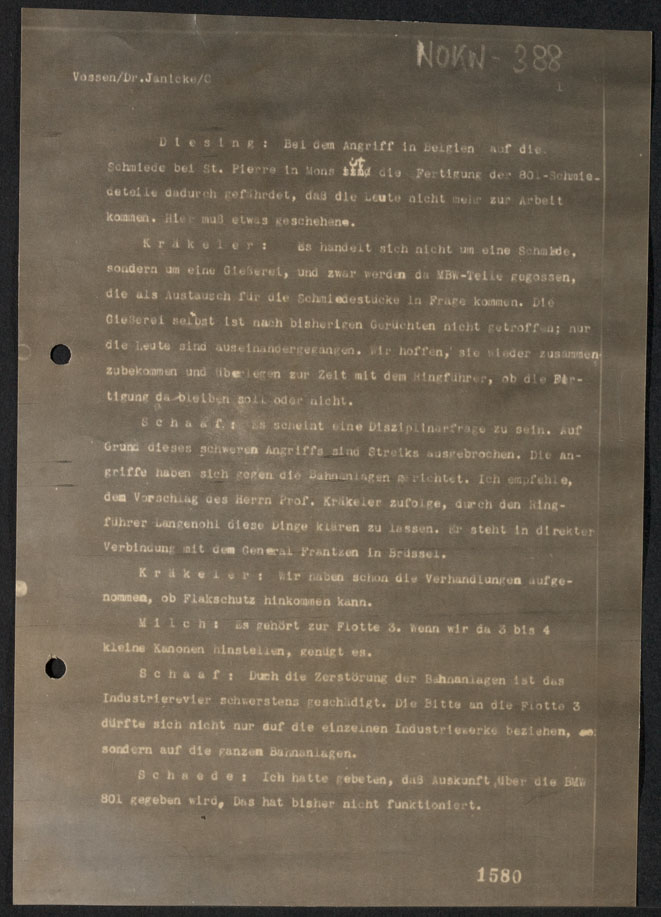 NOKW-388
Vossen/Dr.Janicke/C
1
Diesing: Bei dem Angriff in Belgien auf die
Schmiede bei St. Pierre in Mons ist die Fertigung der 801-Schmie-
deteile dadurch gefährdet, daß die Leute nicht mehr zur Arbeit
kommen. Hier muß etwas geschehene.
Kräkeler: Es handelt sich nicht um eine Schmiede,
sondern um eine Gießerei, und zwar werden da MBW-Teile gegossen,
die als Austausch für die Schmiedestücke in Frage kommen. Die
Gießerei selbst ist nach bisherigen Gerüchten nicht getroffen; nur
die Leute sind auseinandergegangen. Wir hoffen, sie wieder zusammen-
zubekommen und überlegen zur Zeit mit dem Ringführer, ob die Fer-
tigung da bleiben soll oder nicht.
Schaaf: Es scheint eine Disziplinarfrage zu sein. Auf
Grund dieses schweren Angriffs sind Streiks ausgebrochen. Die An-
griffe haben sich gegen die Bahnanlagen gerichtet. Ich empfehle,
dem Vorschlag des Herrn Prof. Kräkeler zufolge, durch den Ring-
führer Langenohl diese Dinge klären zu lassen. Er steht in direkter
Verbindung mit dem General Frantzen in Brüssel.
Kräkeler: Wir haben schon die Verhandlungen aufge-
nommen, ob Flakschutz hinkommen kann.
Milch: Es gehört zur Flotte 3. Wenn wir da 3 bis 4
kleine Kanonen hinstellen, genügt es.
Schaaf: Duch die Zerstörung der Bahnanlagen ist das
Industrierevier schwerstens geschädigt. Die Bitte an die Flotte 3
dürfte sich nicht nur auf die einzelnen Industriewerke beziehen,
sondern auf die ganzen Bahnanlagen.
Schaede: Ich hatte gebeten, daß Auskunft über die BMW
801 gegeben wird, Das hat bisher nicht funktioniert.
1580